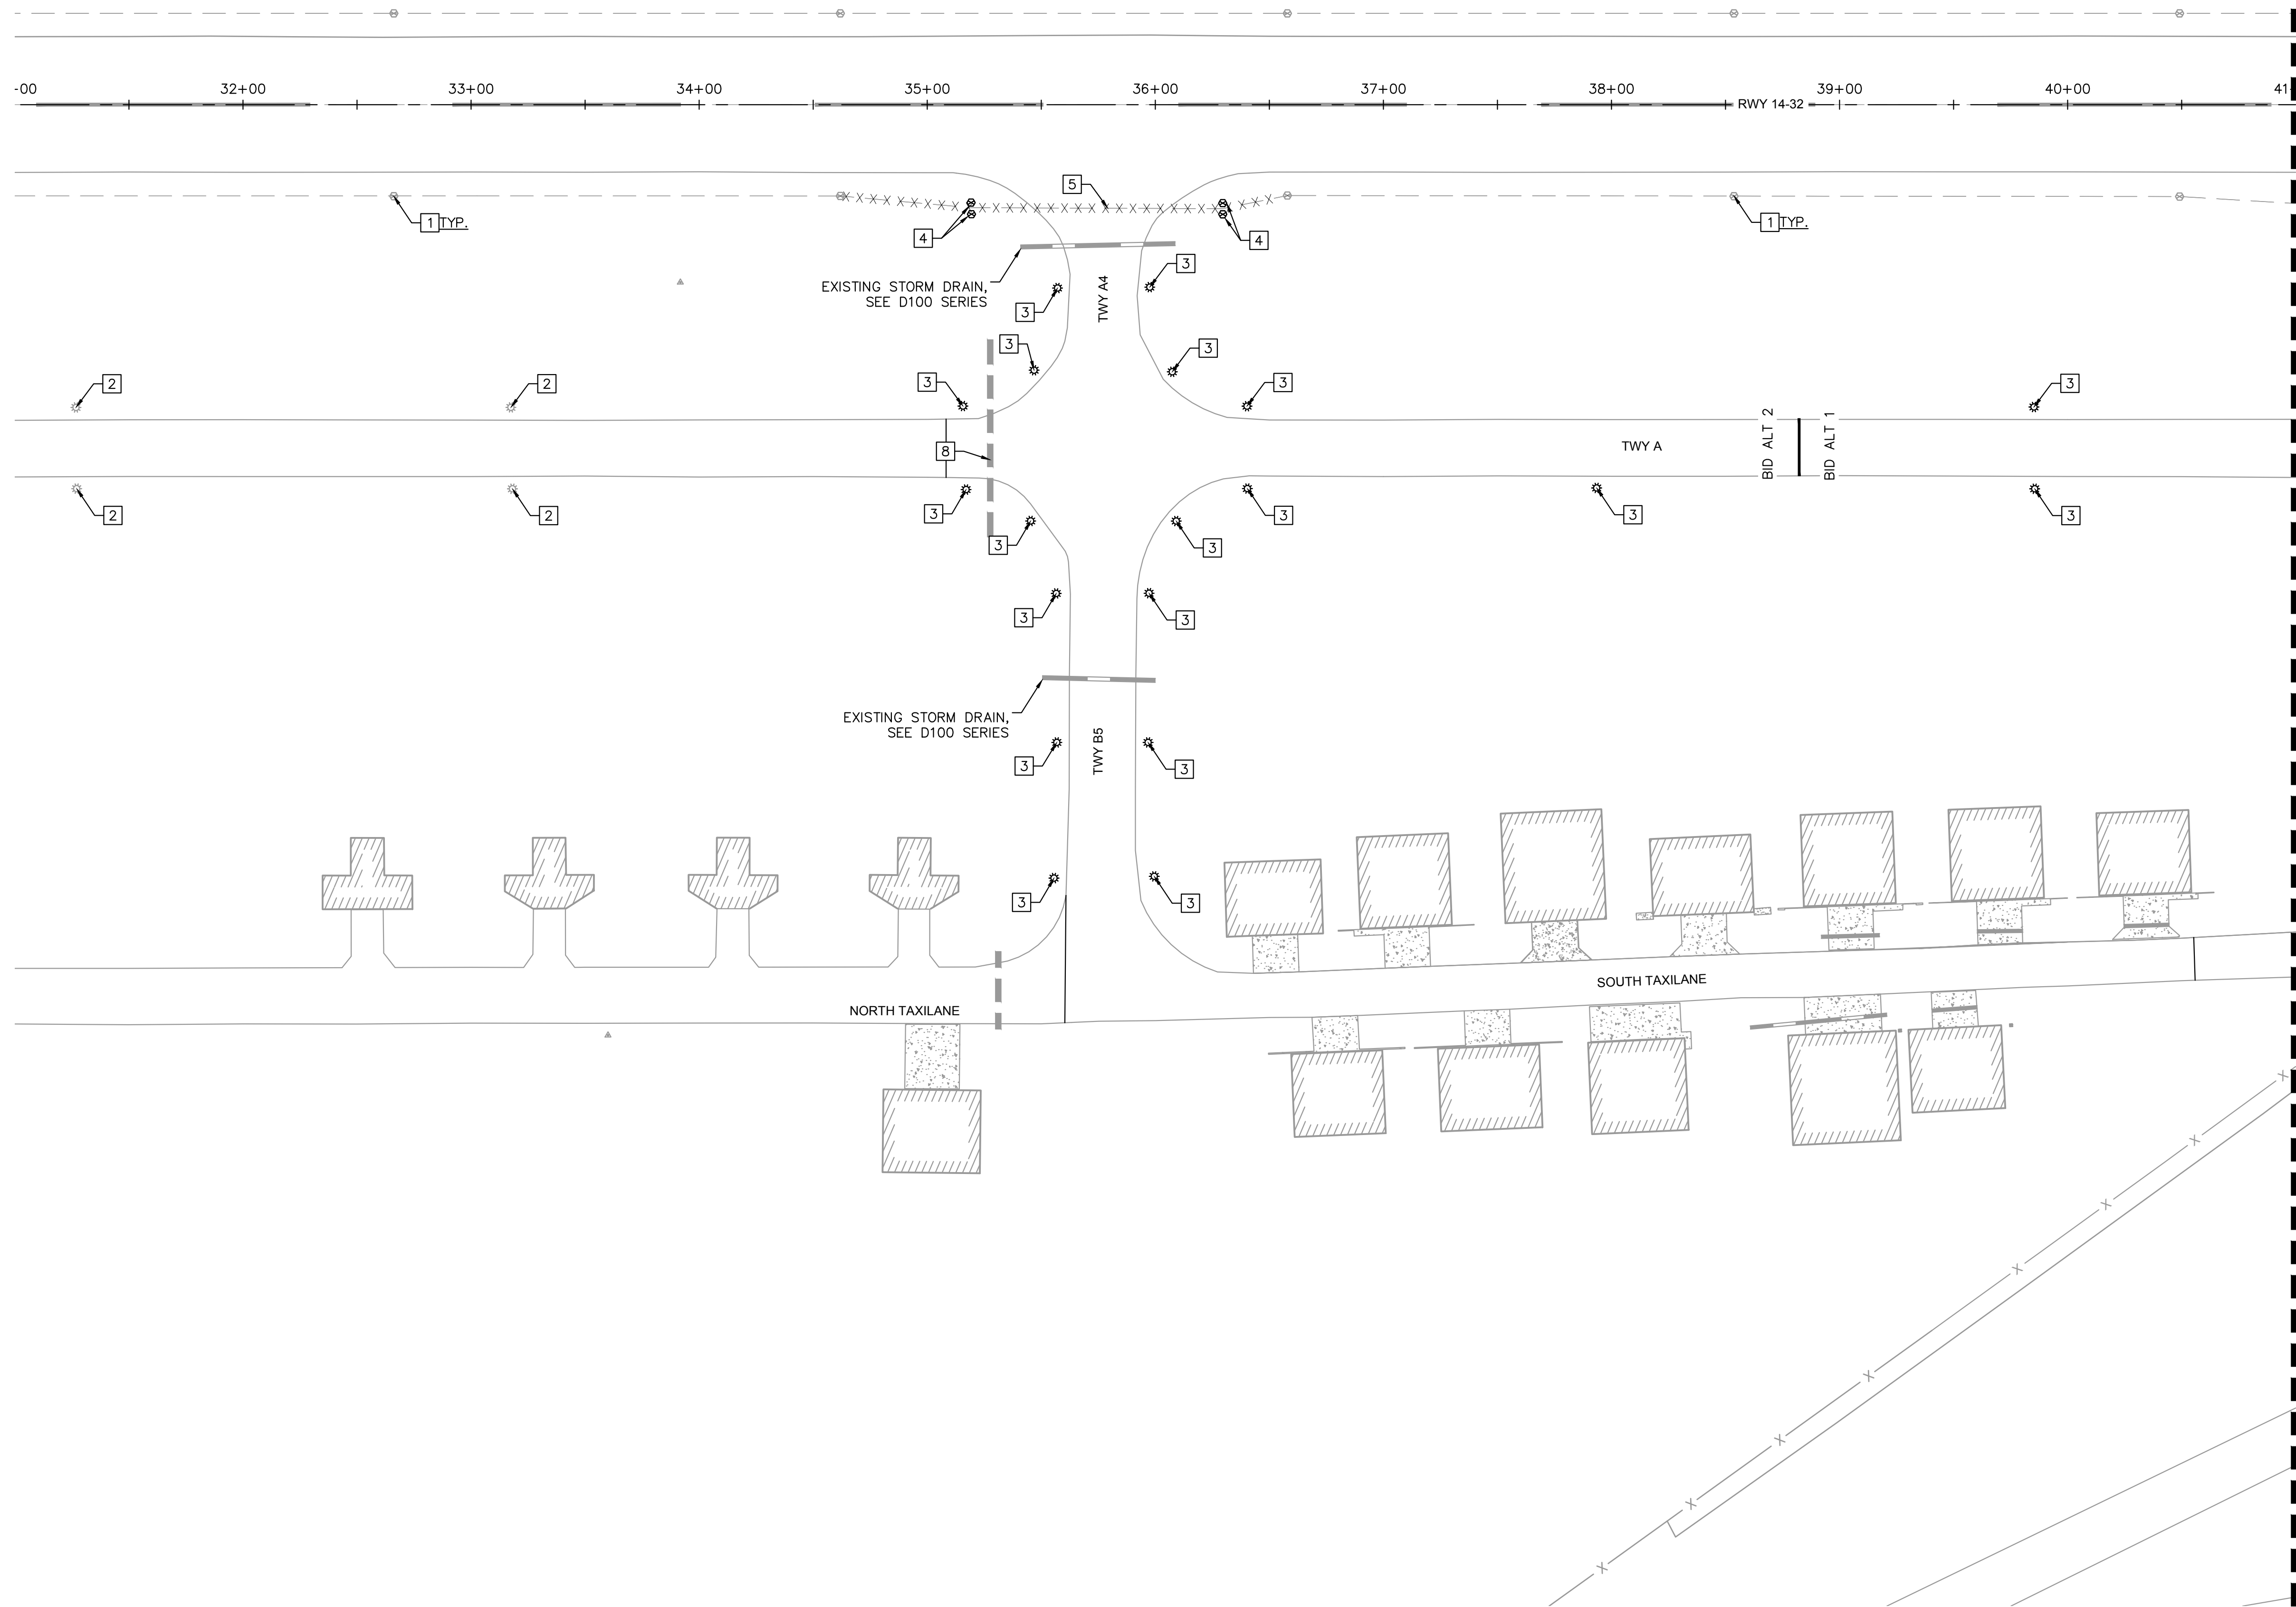 -00
32+00
33+00
34+00
35+00
36+00
37+00
38+00
39+00
40+00
41
RWY 14-32
5
1 TYP.
1 TYP.
4
4
3
EXISTING STORM DRAIN,
SEE D100 SERIES
TWY A4
3
3
3
2
2
3
3
3
8
TWY A
BID ALT 2
BID ALT 1
2
2
3
3
3
3
3
3
3
3
EXISTING STORM DRAIN,
SEE D100 SERIES
TWY B5
3
3
3
3
SOUTH TAXILANE
NORTH TAXILANE